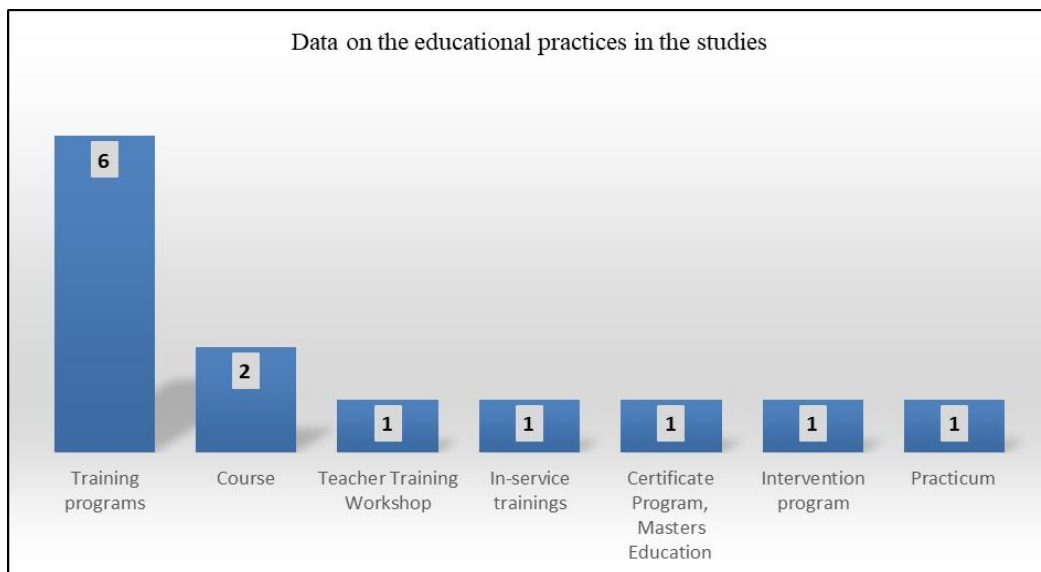 Data on the educational practices in the studies
6
2
1
1
1
1
1
Training
programs
Course
Teacher Training
Workshop
In-service
trainings
Certificate
Program,
Masters
Education
Intervention
program
Practicum